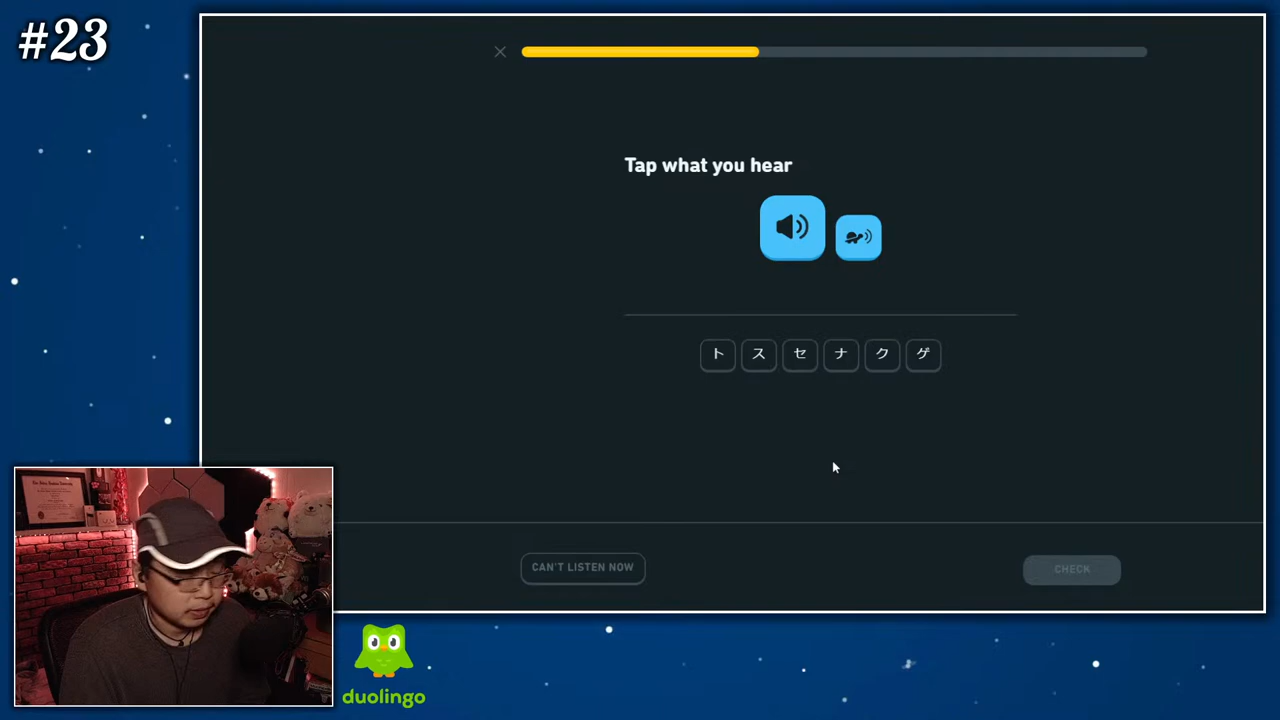 #23
Tap what you hear
ト ス セ ナ ク ゲ
CAN'T LISTEN NOW
CHECK
duolingo